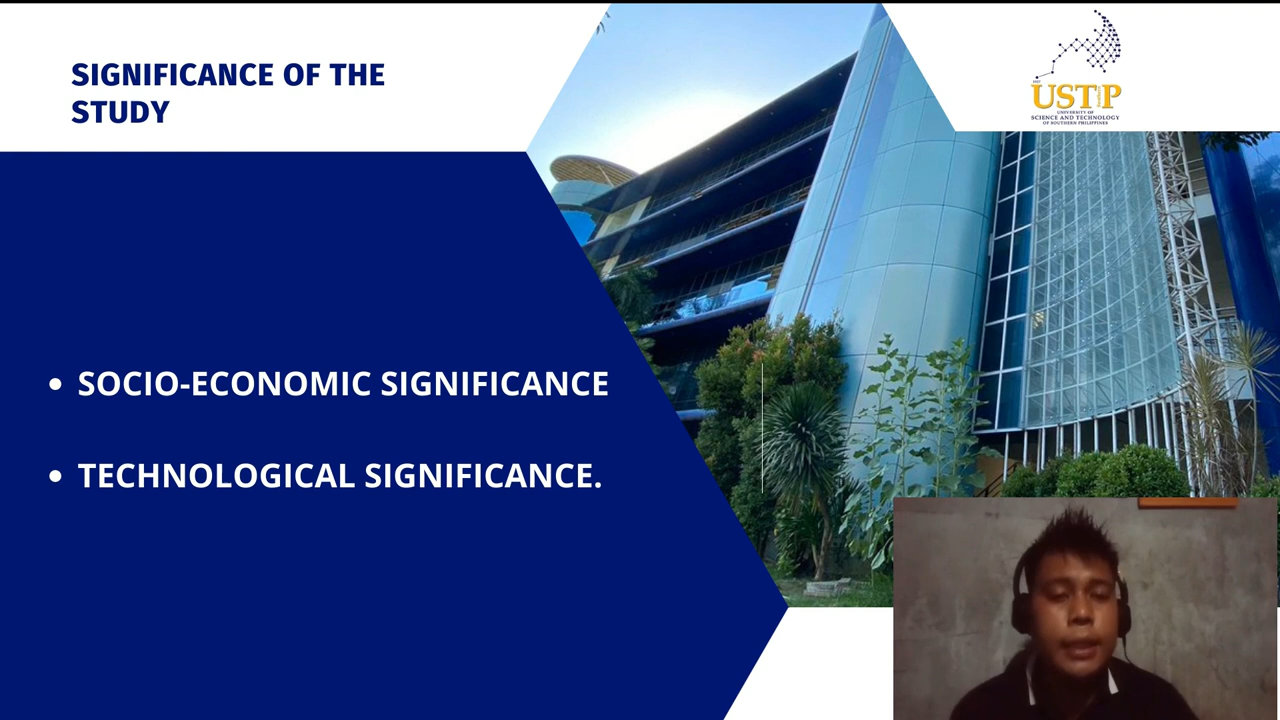 SIGNIFICANCE OF THE
STUDY
USTP
UNIVERSITY OF
SCIENCE AND TECHNOLOGY
OF SOUTHERN PHILIPPINES
• SOCIO-ECONOMIC SIGNIFICANCE
• TECHNOLOGICAL SIGNIFICANCE.